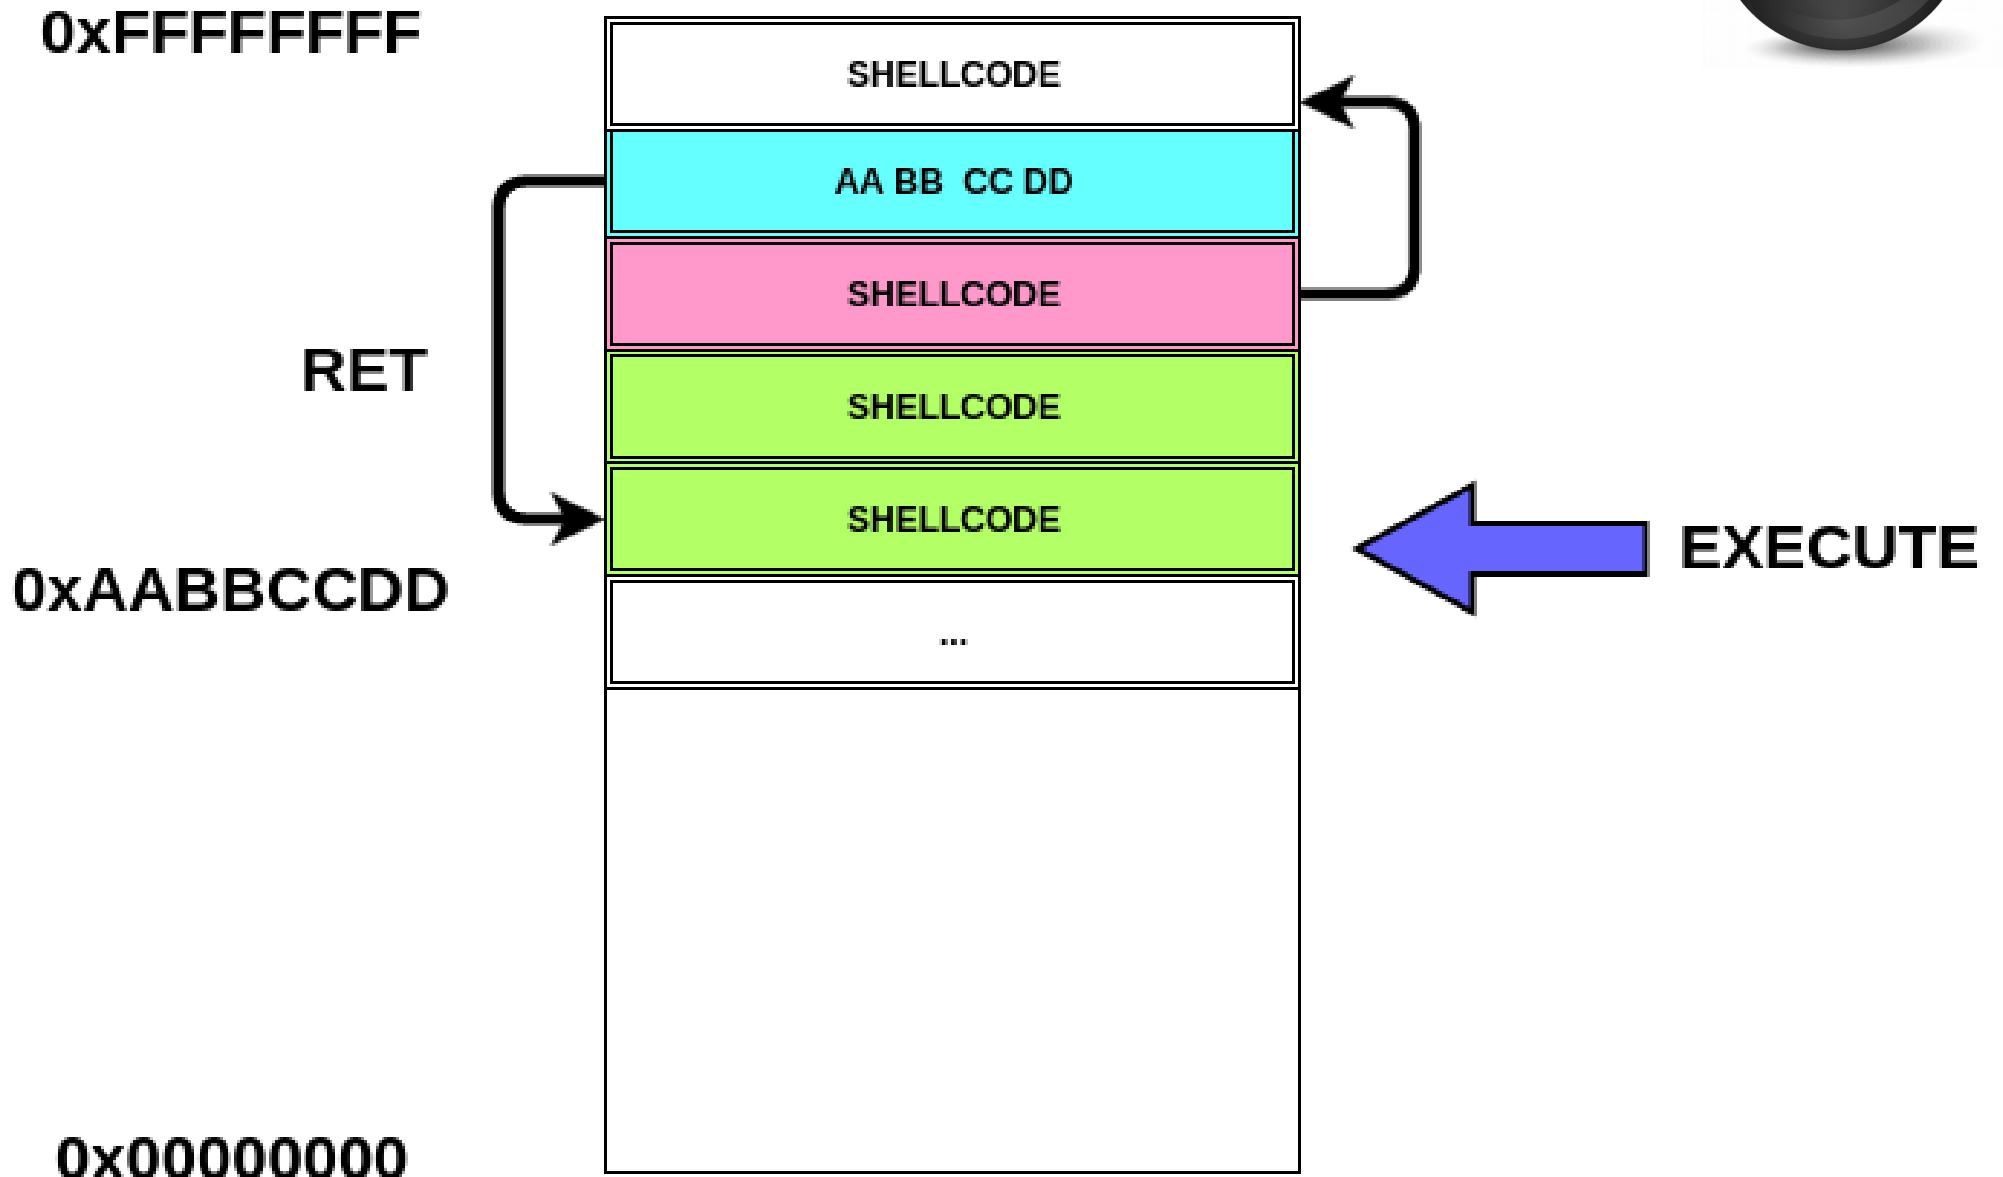 0xFFFFFFFF
SHELLCODE
AA BB  CC DD
SHELLCODE
RET
SHELLCODE
SHELLCODE
EXECUTE
0xAABBCCDD
...
0x00000000